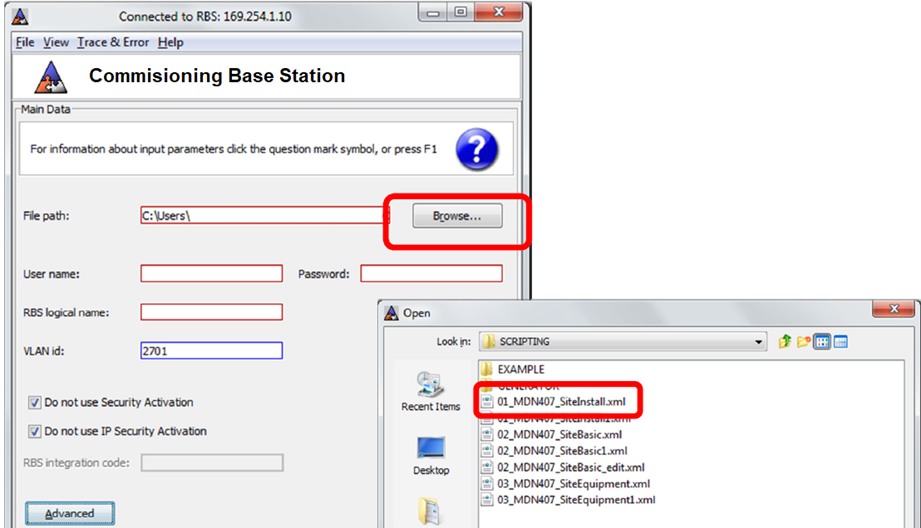 Connected to RBS: 169.254.1.10
File View Trace & Error Help
Commisioning Base Station
Main Data
For information about input parameters click the question mark symbol, or press F1
?
File path: C:\Users\ Browse...
User name: Password:
RBS logical name:
VLAN id: 2701
Do not use Security Activation
Do not use IP Security Activation
RBS integration code:
Advanced
Open
Look in: SCRIPTING
Recent Items
Desktop
EXAMPLE
GENERATOR
01_MDN407_SiteInstall.xml
01_MDN407_SiteInstall1.xml
02_MDN407_SiteBasic.xml
02_MDN407_SiteBasic1.xml
02_MDN407_SiteBasic_edit.xml
03_MDN407_SiteEquipment.xml
03_MDN407_SiteEquipment1.xml